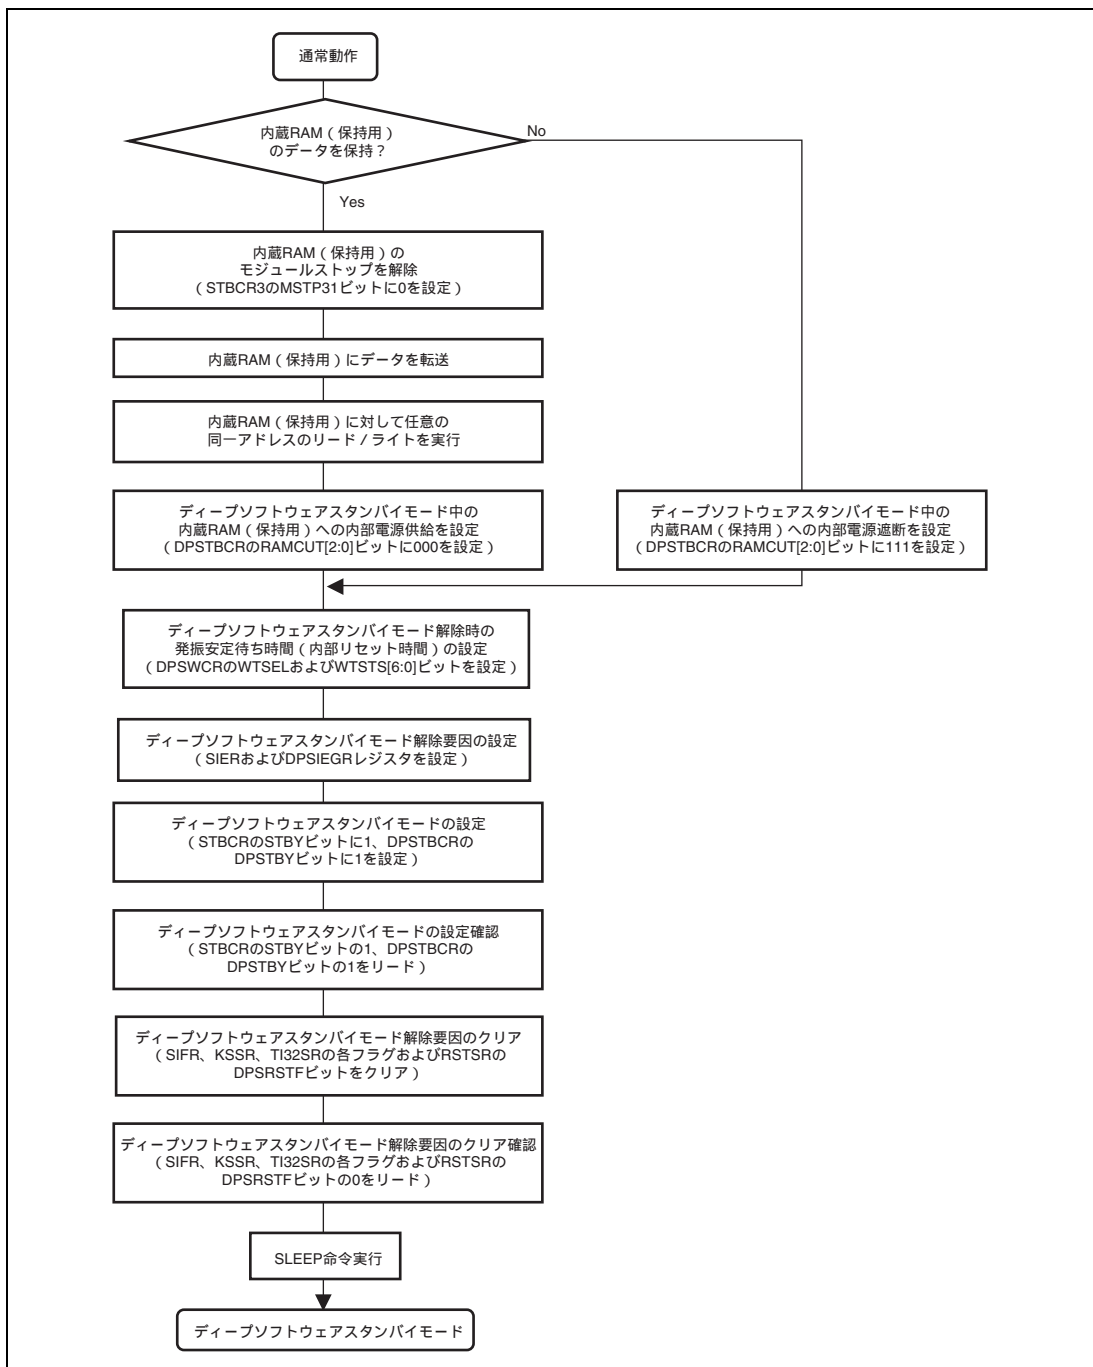 通常動作
内蔵RAM（保持用）
のデータを保持？
No
Yes
内蔵RAM（保持用）の
モジュールストップを解除
（STBCR3のMSTP31ビットに0を設定）
内蔵RAM（保持用）にデータを転送
内蔵RAM（保持用）に対して任意の
同一アドレスのリード/ライトを実行
ディープソフトウェアスタンバイモード中の
内蔵RAM（保持用）への内部電源供給を設定
（DPSTBCRのRAMCUT[2:0]ビットに000を設定）
ディープソフトウェアスタンバイモード中の
内蔵RAM（保持用）への内部電源遮断を設定
（DPSTBCRのRAMCUT[2:0]ビットに111を設定）
ディープソフトウェアスタンバイモード解除時の
発振安定待ち時間（内部リセット時間）の設定
（DPSWCRのWTSELおよびWTSTS[6:0]ビットを設定）
ディープソフトウェアスタンバイモード解除要因の設定
（SIERおよびDPSIEGRレジスタを設定）
ディープソフトウェアスタンバイモードの設定
（STBCRのSTBYビットに1、DPSTBCRの
DPSTBYビットに1を設定）
ディープソフトウェアスタンバイモードの設定確認
（STBCRのSTBYビットの1、DPSTBCRの
DPSTBYビットの1をリード）
ディープソフトウェアスタンバイモード解除要因のクリア
（SIFR、KSSR、TI32SRの各フラグおよびRSTSRの
DPSRSTFビットをクリア）
ディープソフトウェアスタンバイモード解除要因のクリア確認
（SIFR、KSSR、TI32SRの各フラグおよびRSTSRの
DPSRSTFビットの0をリード）
SLEEP命令実行
ディープソフトウェアスタンバイモード